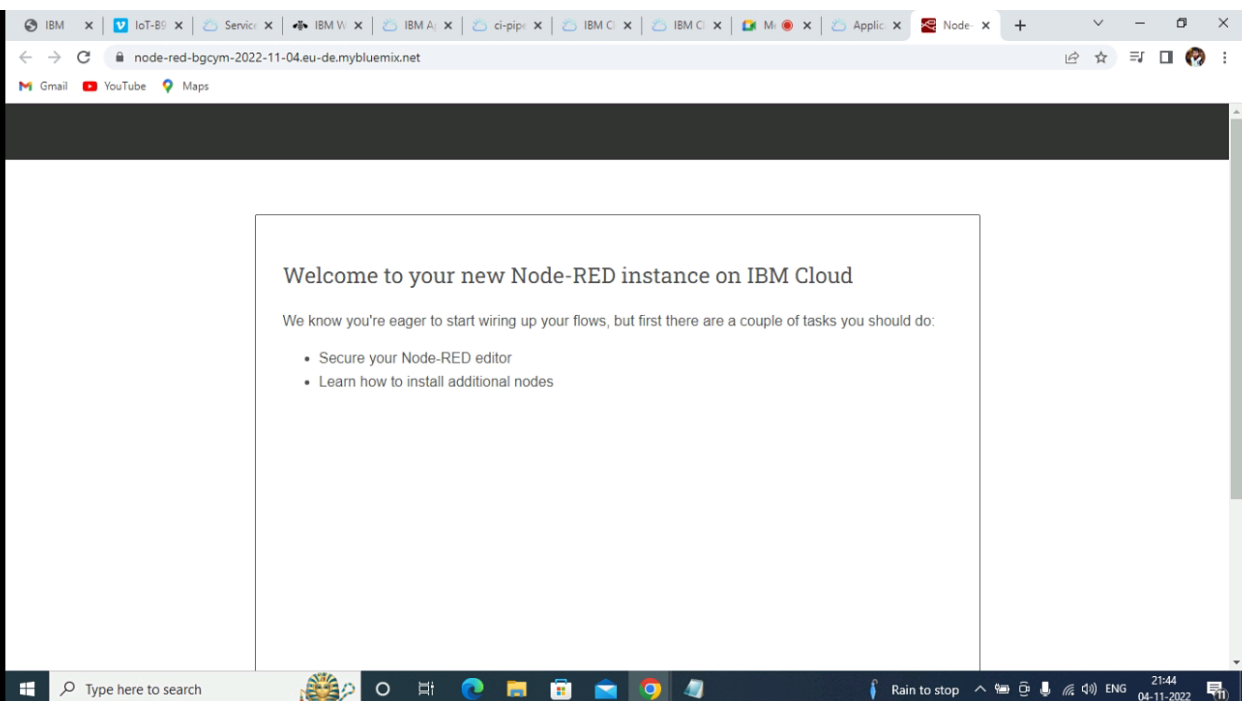 IBM IoT-B9 Service IBM W IBM Ap ci-pipe IBM Cl IBM Cl Applic Node-
node-red-bgcym-2022-11-04.eu-de.mybluemix.net
Gmail YouTube Maps
Welcome to your new Node-RED instance on IBM Cloud
We know you're eager to start wiring up your flows, but first there are a couple of tasks you should do:
Secure your Node-RED editor
Learn how to install additional nodes
Type here to search Rain to stop ENG 21:44
04-11-2022